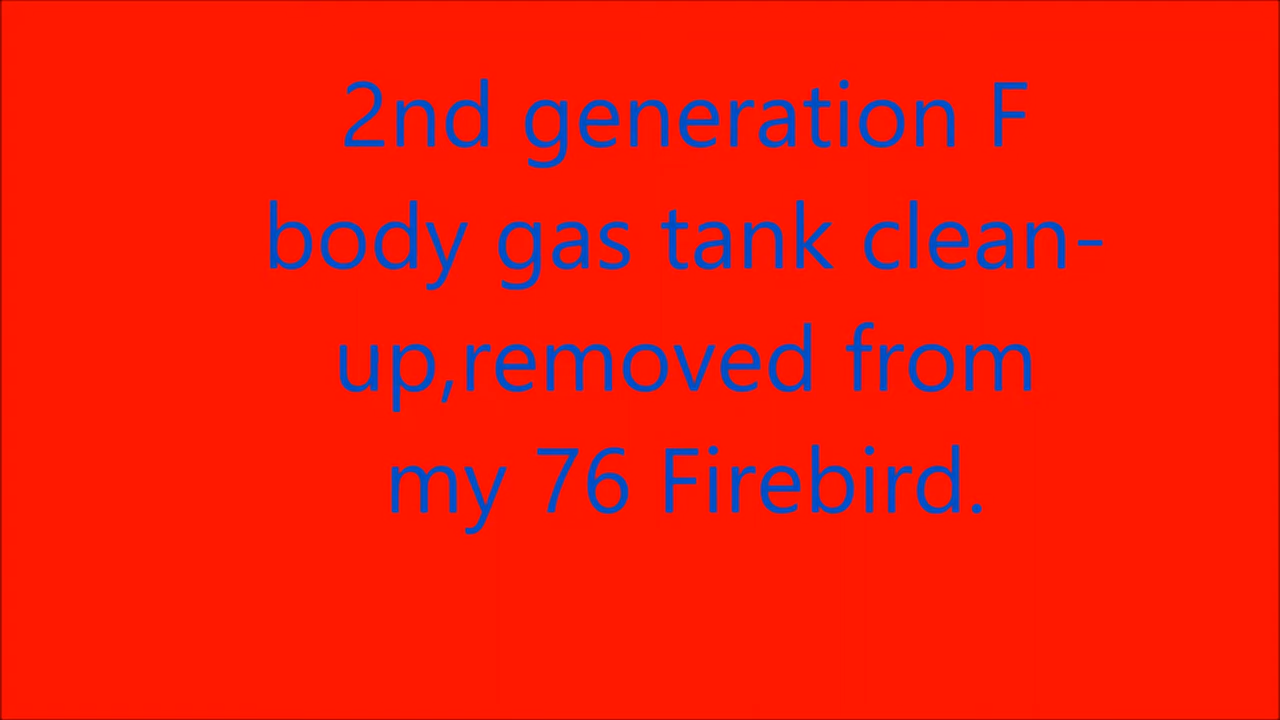 2nd generation F
body gas tank clean-
up,removed from
my 76 Firebird.